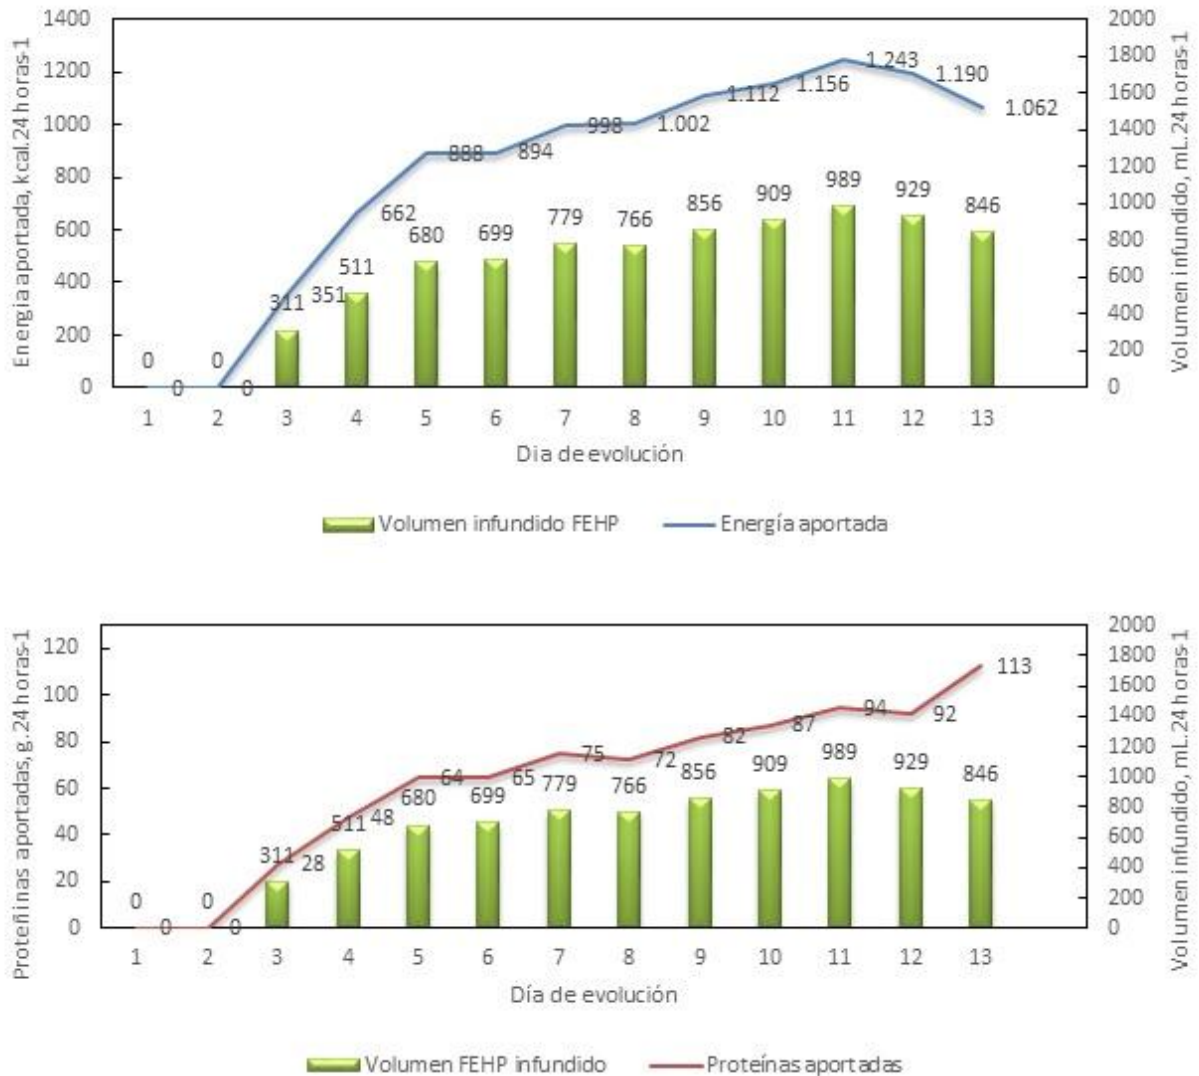 1400
1200
1000
800
600
400
200
0
Energía aportada, kcal.24 horas-1
2000
1800
1600
1400
1200
1000
800
600
400
200
0
Volumen infundido, mL.24 horas-1
0 0 351 662 888 894 998 1.002 1.112 1.156 1.243 1.190 1.062
0 0 311 511 680 699 779 766 856 909 989 929 846
1 2 3 4 5 6 7 8 9 10 11 12 13
Dia de evolución
Volumen infundido FEHP Energía aportada
120
100
80
60
40
20
0
Proteñinas aportadas, g.24 horas-1
2000
1800
1600
1400
1200
1000
800
600
400
200
0
Volumen infundido, mL.24 horas-1
0 0 28 48 64 65 75 72 82 87 94 92 113
0 0 311 511 680 699 779 766 856 909 989 929 846
1 2 3 4 5 6 7 8 9 10 11 12 13
Día de evolución
Volumen FEHP infundido Proteínas aportadas